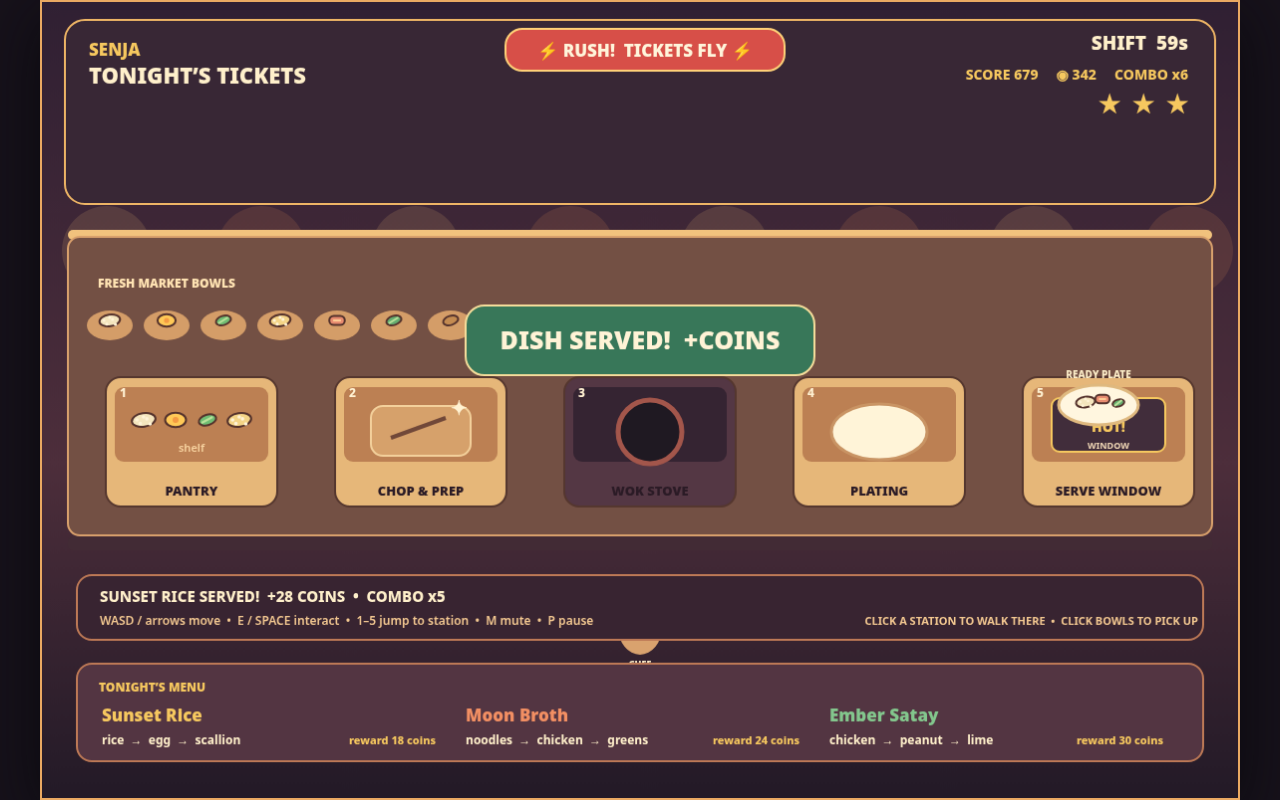 SENJA
TONIGHT'S TICKETS
⚡ RUSH! TICKETS FLY ⚡
SHIFT 59s
SCORE 679 ◉ 342 COMBO x6
★ ★ ★
FRESH MARKET BOWLS
DISH SERVED! +COINS
READY PLATE
1
shelf
PANTRY
2
CHOP & PREP
3
WOK STOVE
4
PLATING
5
HOT!
WINDOW
SERVE WINDOW
SUNSET RICE SERVED! +28 COINS • COMBO x5
WASD / arrows move • E / SPACE interact • 1–5 jump to station • M mute • P pause
CLICK A STATION TO WALK THERE • CLICK BOWLS TO PICK UP
TONIGHT'S MENU
Sunset Rice
rice → egg → scallion
reward 18 coins
Moon Broth
noodles → chicken → greens
reward 24 coins
Ember Satay
chicken → peanut → lime
reward 30 coins